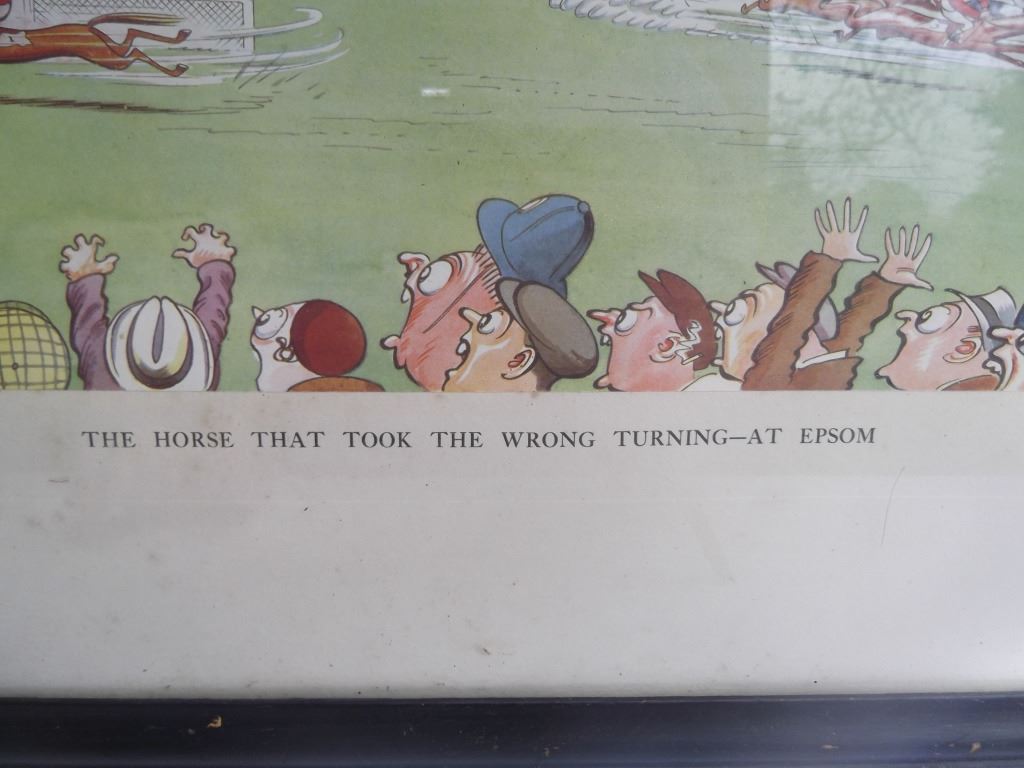 THE HORSE THAT TOOK THE WRONG TURNING—AT EPSOM